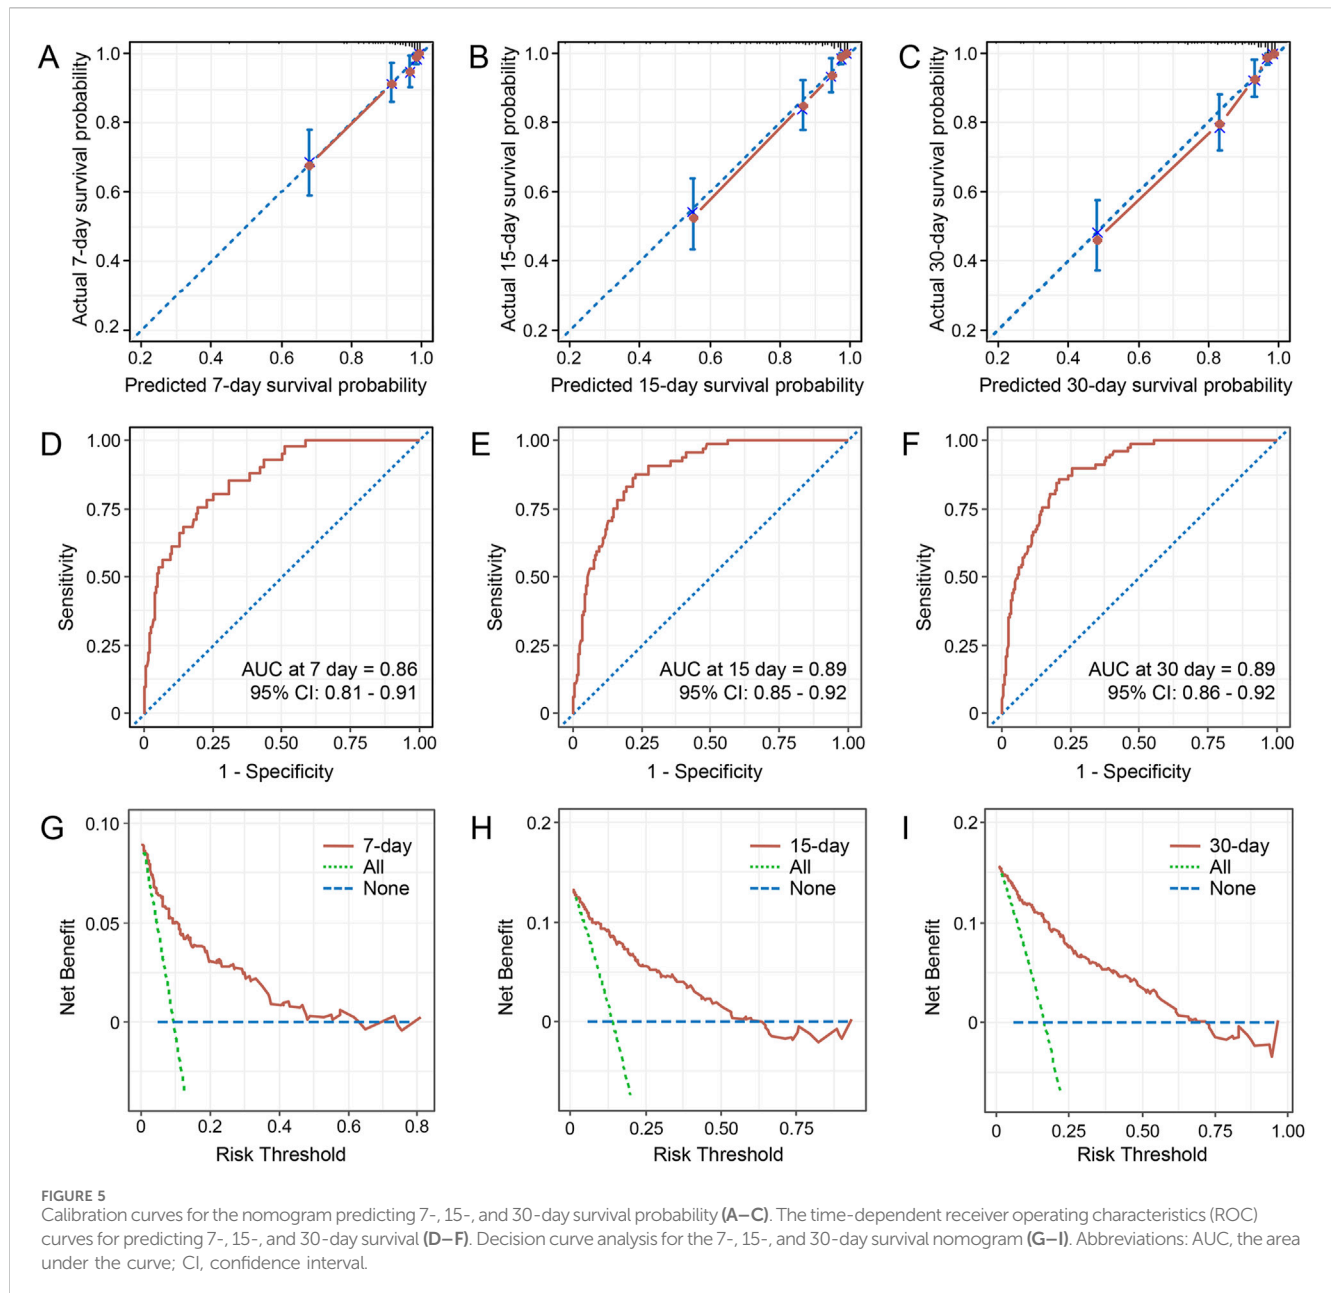 A
Actual 7-day survival probability
1.0
0.8
0.6
0.4
0.2
0.2 0.4 0.6 0.8 1.0
Predicted 7-day survival probability
B
Actual 15-day survival probability
1.0
0.8
0.6
0.4
0.2
0.2 0.4 0.6 0.8 1.0
Predicted 15-day survival probability
C
Actual 30-day survival probability
1.0
0.8
0.6
0.4
0.2
0.2 0.4 0.6 0.8 1.0
Predicted 30-day survival probability
D
Sensitivity
1.00
0.75
0.50
0.25
0
AUC at 7 day = 0.86
95% CI: 0.81 - 0.91
0 0.25 0.50 0.75 1.00
1 - Specificity
E
Sensitivity
1.00
0.75
0.50
0.25
0
AUC at 15 day = 0.89
95% CI: 0.85 - 0.92
0 0.25 0.50 0.75 1.00
1 - Specificity
F
Sensitivity
1.00
0.75
0.50
0.25
0
AUC at 30 day = 0.89
95% CI: 0.86 - 0.92
0 0.25 0.50 0.75 1.00
1 - Specificity
G
Net Benefit
0.10
0.05
0
7-day
All
None
0 0.2 0.4 0.6 0.8
Risk Threshold
H
Net Benefit
0.2
0.1
0
15-day
All
None
0 0.25 0.50 0.75
Risk Threshold
I
Net Benefit
0.2
0.1
0
30-day
All
None
0 0.25 0.50 0.75 1.00
Risk Threshold
FIGURE 5
Calibration curves for the nomogram predicting 7-, 15-, and 30-day survival probability (A–C). The time-dependent receiver operating characteristics (ROC)
curves for predicting 7-, 15-, and 30-day survival (D–F). Decision curve analysis for the 7-, 15-, and 30-day survival nomogram (G–I). Abbreviations: AUC, the area
under the curve; CI, confidence interval.